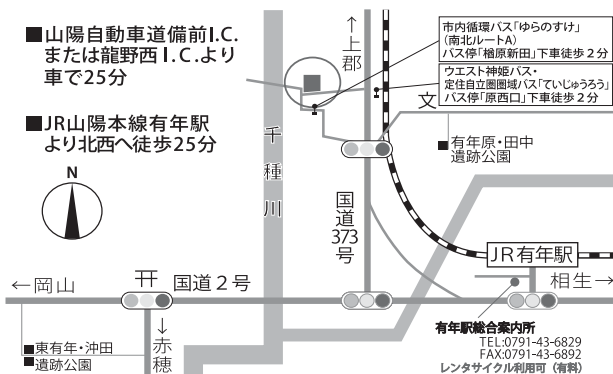 ■山陽自動車道備前I.C.
または龍野西I.C.より
車で25分
■JR山陽本線有年駅
より北西へ徒歩25分
N
↑上郡
市内循環バス「ゆらのすけ」
(南北ルートA)
バス停「楢原新田」下車徒歩2分
ウエスト神姫バス・
定住自立圏圏域バス「ていじゅうろう」
バス停「原西口」下車徒歩2分
文
■有年原・田中
遺跡公園
千種川
国道373号
JR有年駅
←岡山
国道2号
相生→
↓赤穂
■東有年・沖田
■遺跡公園
有年駅総合案内所
TEL:0791-43-6829
FAX:0791-43-6892
レンタサイクル利用可(有料)